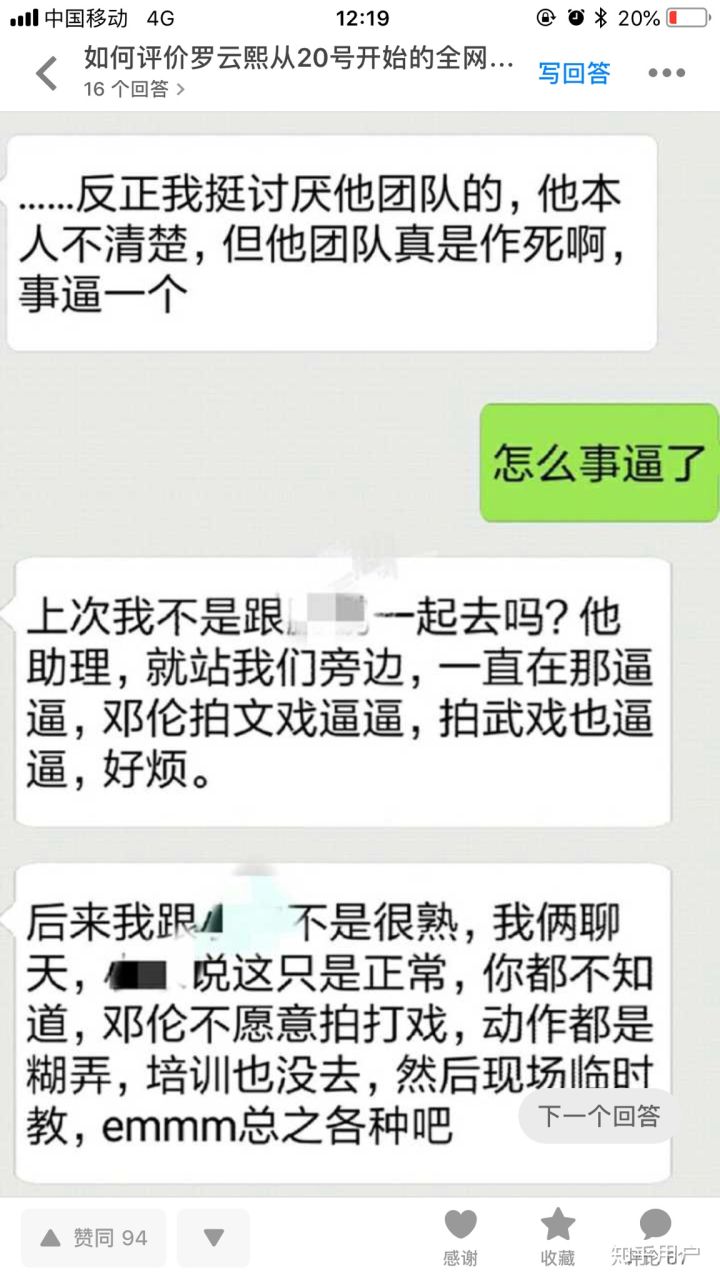 中国移动 4G 12:19 20%
如何评价罗云熙从20号开始的全网...
16 个回答
写回答
……反正我挺讨厌他团队的，他本
人不清楚，但他团队真是作死啊，
事逼一个
怎么事逼了
上次我不是跟 一起去吗？他
助理，就站我们旁边，一直在那逼
逼，邓伦拍文戏逼逼，拍武戏也逼
逼，好烦。
后来我跟 不是很熟，我俩聊
天， 说这只是正常，你都不知
道，邓伦不愿意拍打戏，动作都是
糊弄，培训也没去，然后现场临时
教，emmm总之各种吧
下一个回答
赞同 94
感谢
收藏
评论 67
知乎用户